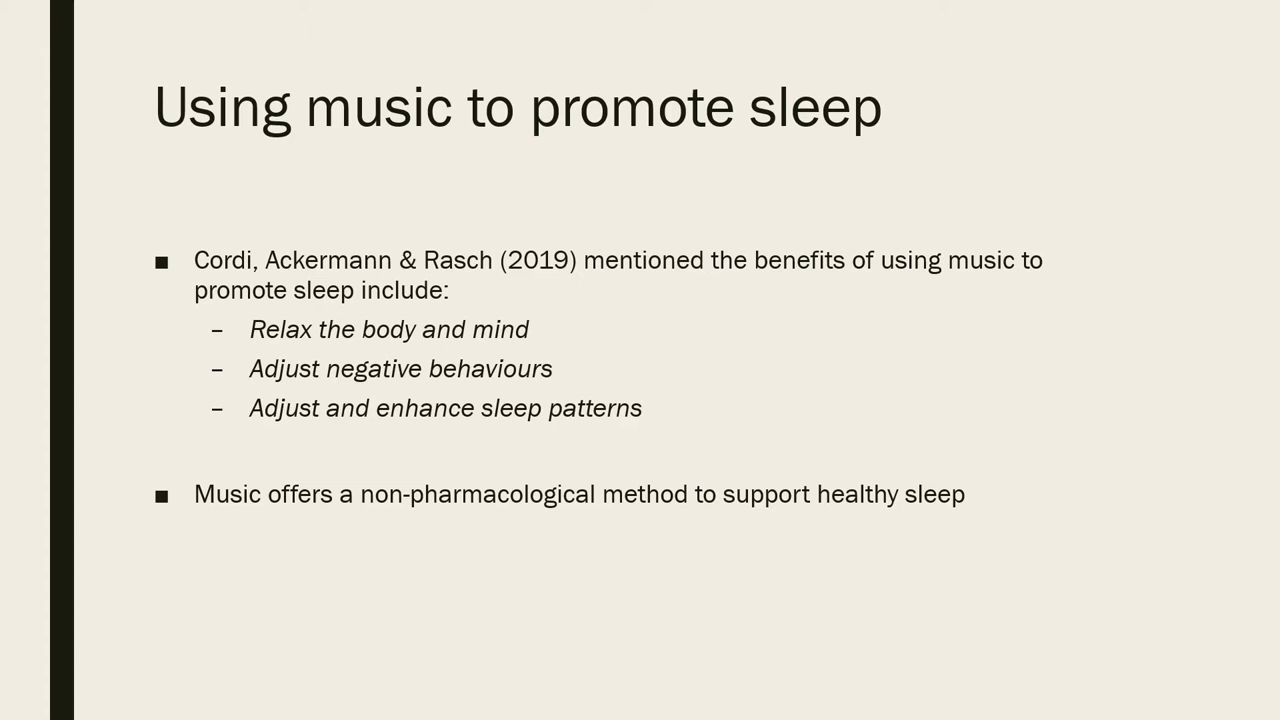 Using music to promote sleep
■ Cordi, Ackermann & Rasch (2019) mentioned the benefits of using music to
promote sleep include:
– Relax the body and mind
– Adjust negative behaviours
– Adjust and enhance sleep patterns
■ Music offers a non-pharmacological method to support healthy sleep